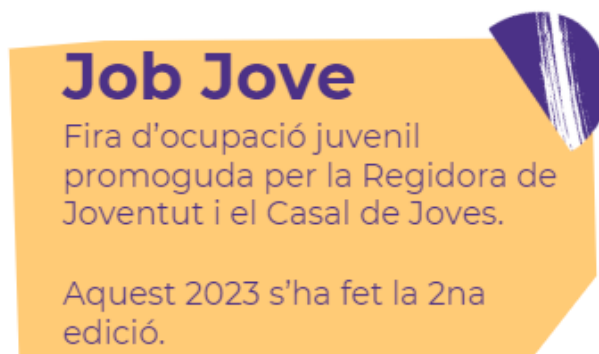 Job Jove
Fira d'ocupació juvenil
promoguda per la Regidora de
Joventut i el Casal de Joves.
Aquest 2023 s'ha fet la 2na
edició.